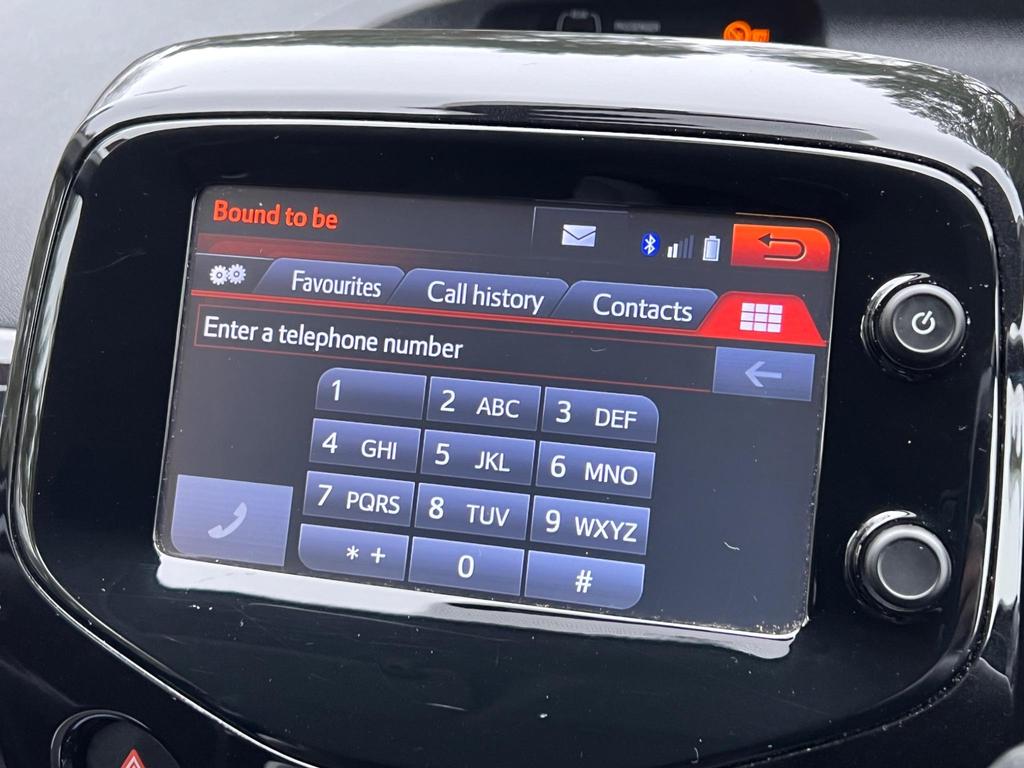 Bound to be
Favourites
Call history
Contacts
Enter a telephone number
1
2 ABC
3 DEF
4 GHI
5 JKL
6 MNO
7 PQRS
8 TUV
9 WXYZ
* +
0
#